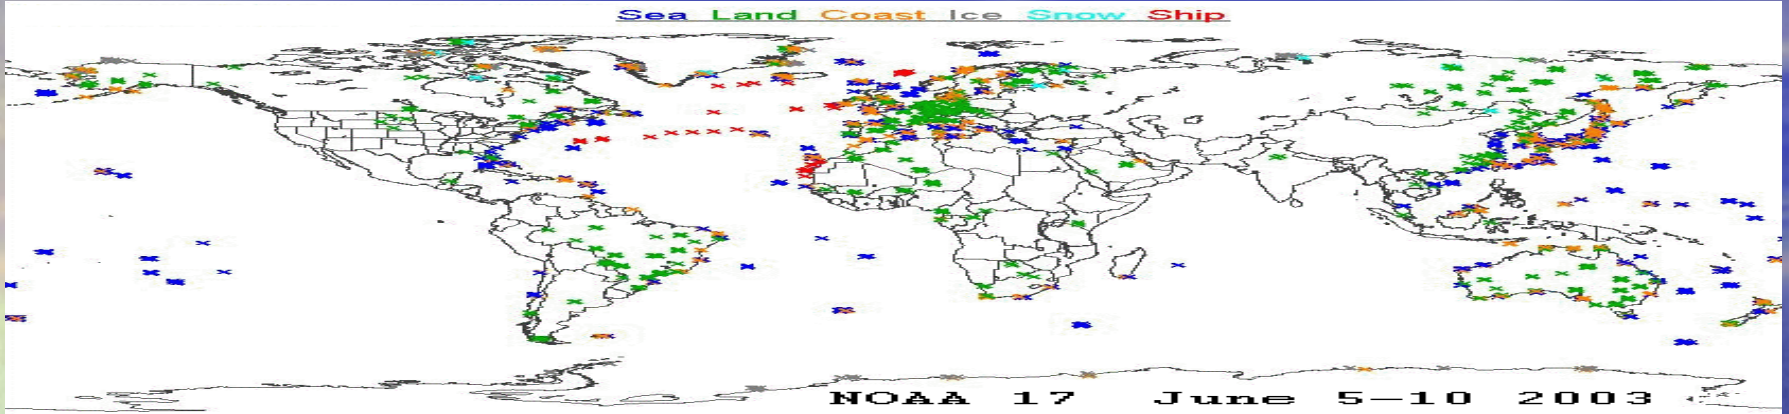 Sea Land Coast Ice Snow Ship
NOAA 17 June 5-10 2003